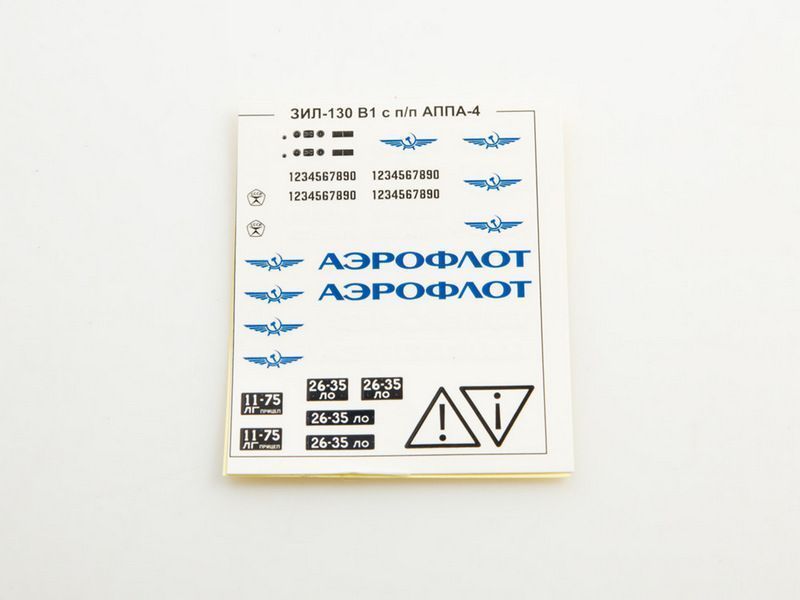 ЗИЛ-130 В1 с п/п АППА-4
1234567890 1234567890
1234567890 1234567890
СССР
АЭРОФЛОТ
АЭРОФЛОТ
26-35 ЛО
26-35 ЛО
11-75 ЛГ ПРИЦЕП
26-35 ЛО
11-75 ЛГ ПРИЦЕП
26-35 ЛО
!
i